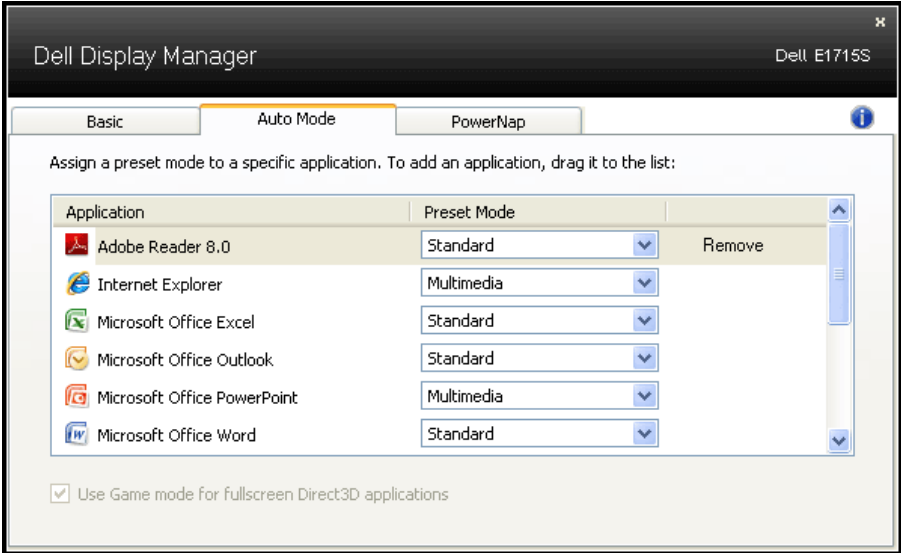 Dell Display Manager
Dell E1715S
Basic Auto Mode PowerNap
Assign a preset mode to a specific application. To add an application, drag it to the list:
Application Preset Mode
Adobe Reader 8.0 Standard Remove
Internet Explorer Multimedia
Microsoft Office Excel Standard
Microsoft Office Outlook Standard
Microsoft Office PowerPoint Multimedia
Microsoft Office Word Standard
Use Game mode for fullscreen Direct3D applications